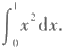 ∫₀¹ x² dx.